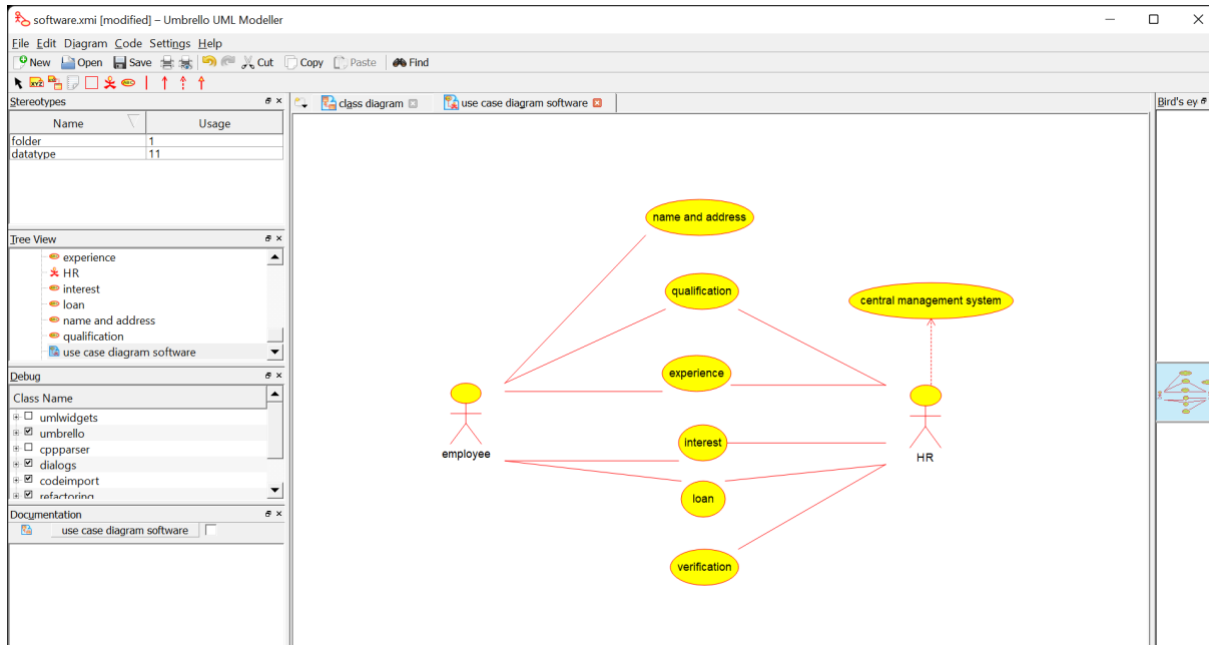 software.xmi [modified] – Umbrello UML Modeller
File Edit Diagram Code Settings Help
New Open Save Cut Copy Paste Find
xyz
Stereotypes
Name Usage
folder 1
datatype 11
Tree View
experience
HR
interest
loan
name and address
qualification
use case diagram software
Debug
Class Name
umlwidgets
umbrello
cppparser
dialogs
codeimport
refactoring
Documentation
use case diagram software
class diagram use case diagram software
name and address
qualification
central management system
experience
employee
interest
HR
loan
verification
Bird's ey